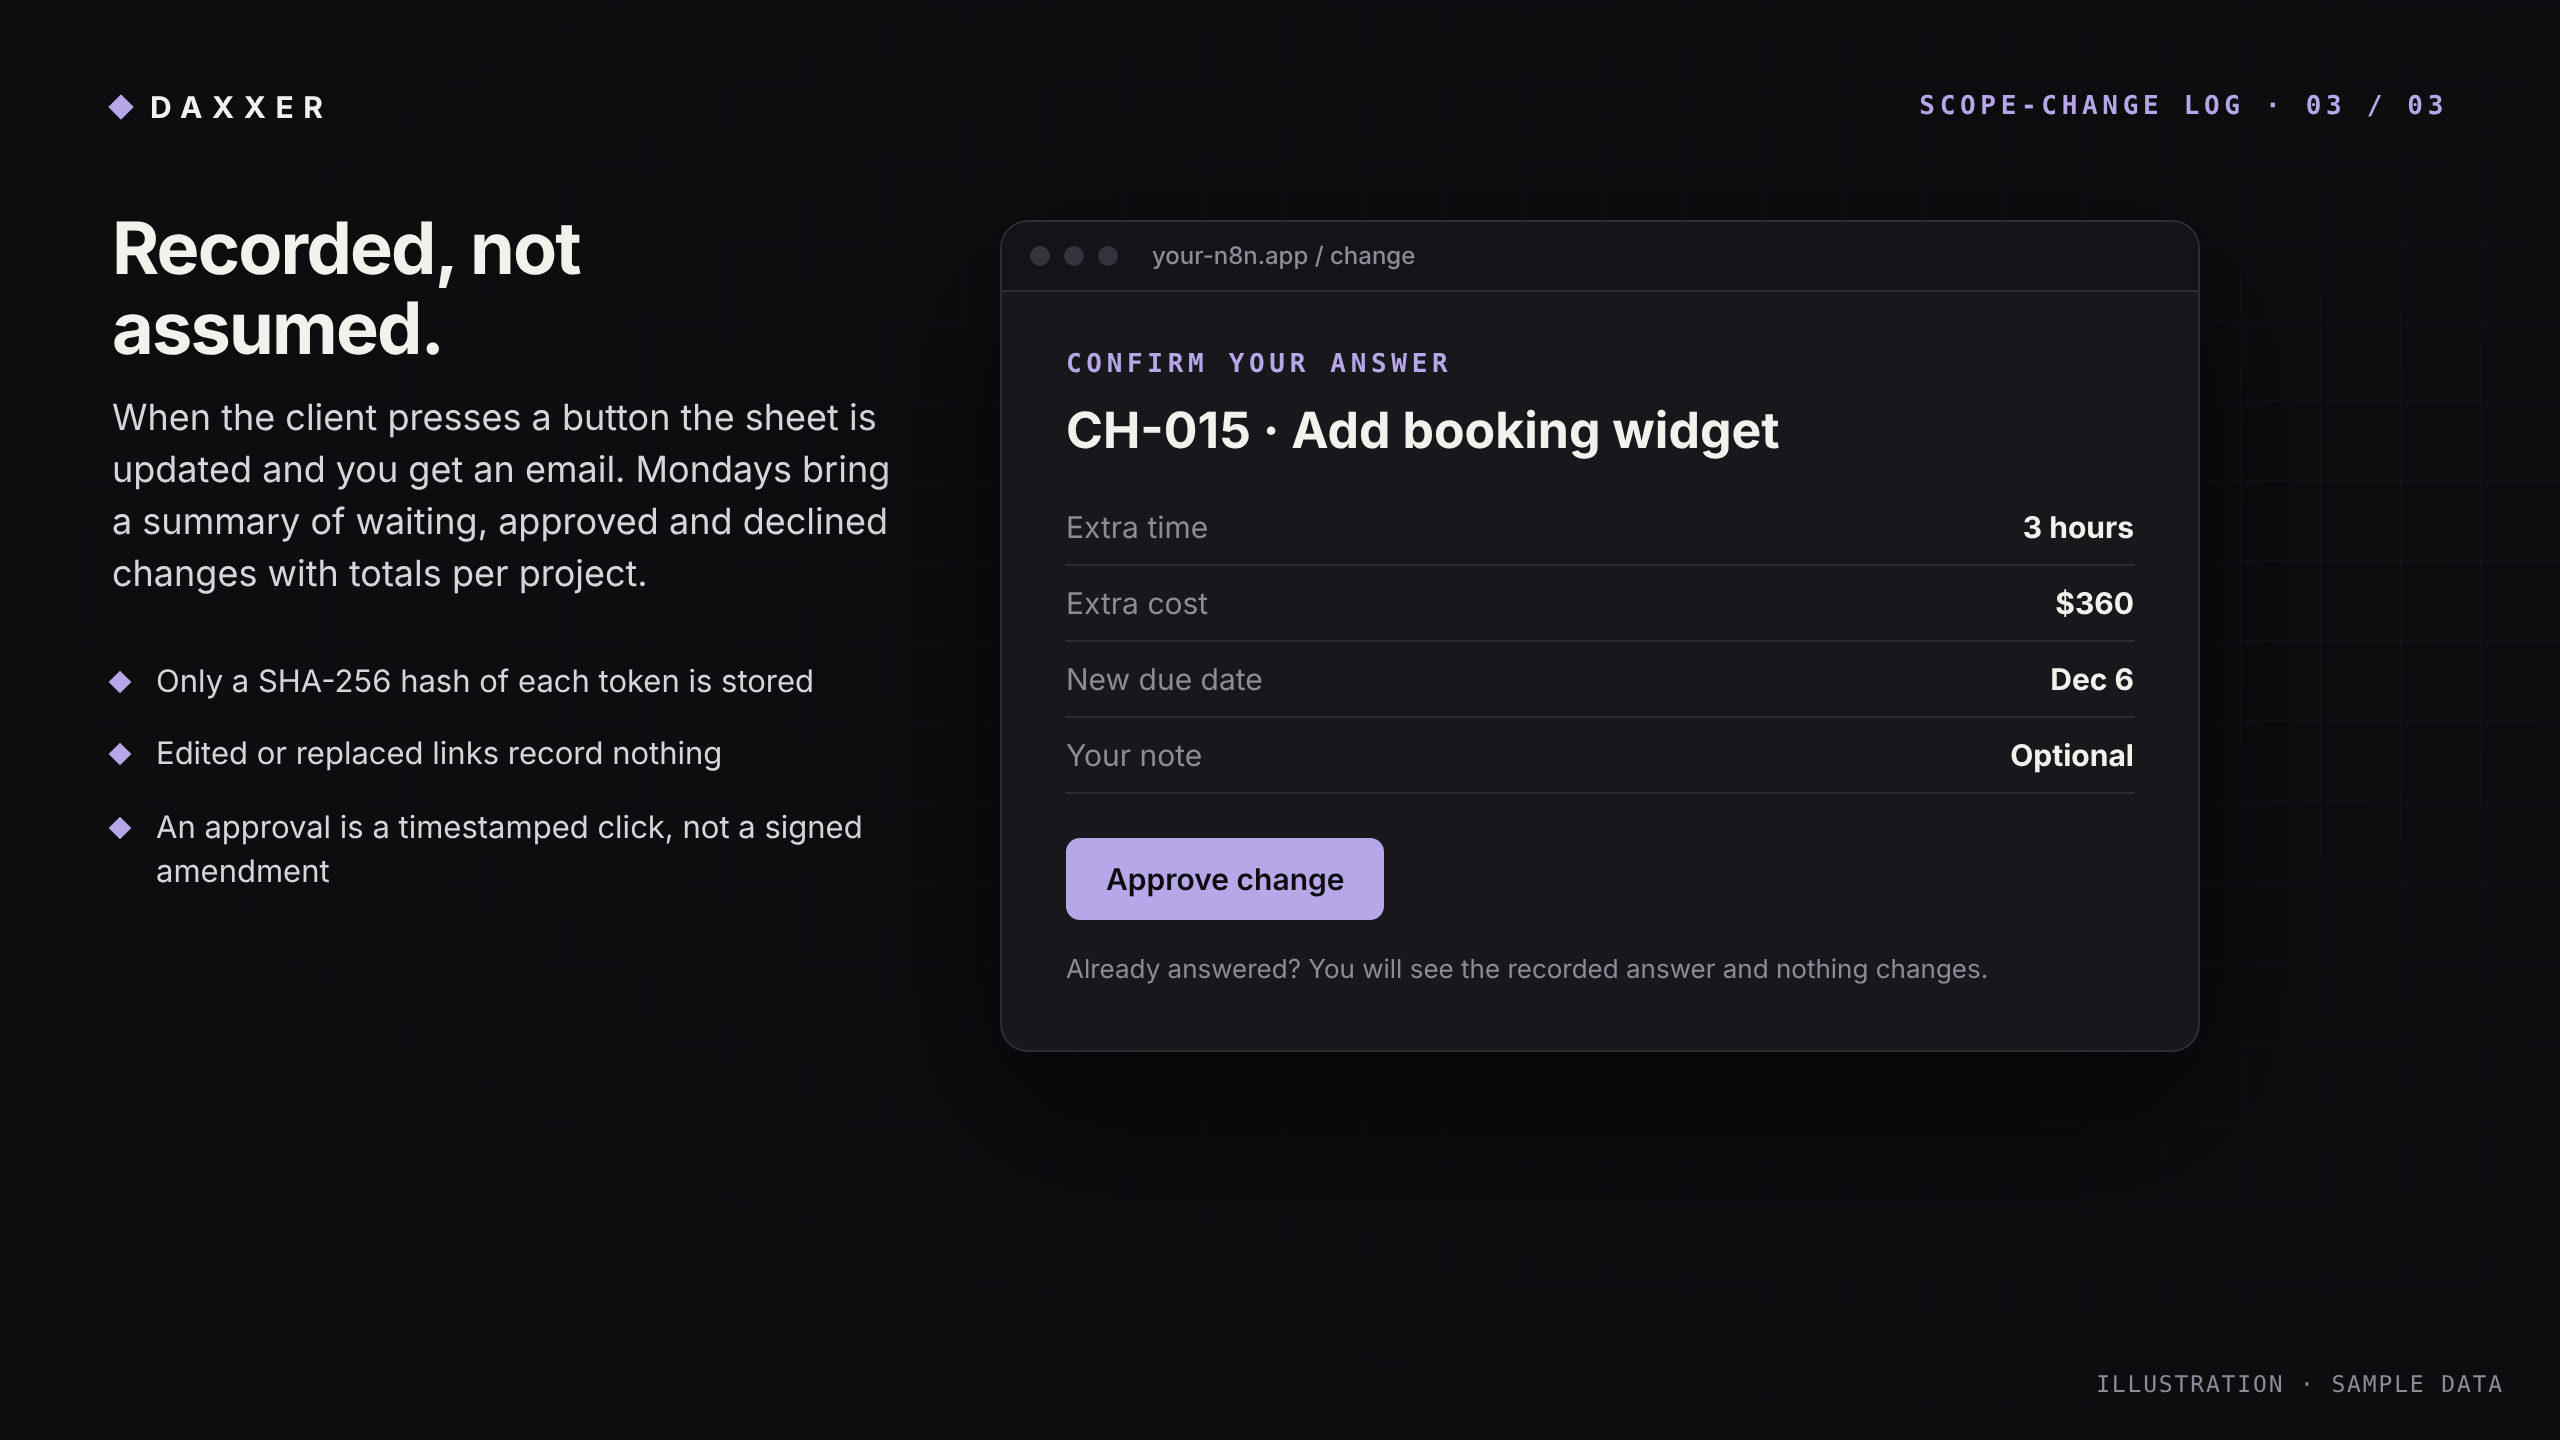 DAXXER
SCOPE-CHANGE LOG · 03 / 03
Recorded, not
assumed.
When the client presses a button the sheet is
updated and you get an email. Mondays bring
a summary of waiting, approved and declined
changes with totals per project.
Only a SHA-256 hash of each token is stored
Edited or replaced links record nothing
An approval is a timestamped click, not a signed
amendment
your-n8n.app / change
CONFIRM YOUR ANSWER
CH-015 · Add booking widget
Extra time 3 hours
Extra cost $360
New due date Dec 6
Your note Optional
Approve change
Already answered? You will see the recorded answer and nothing changes.
ILLUSTRATION · SAMPLE DATA